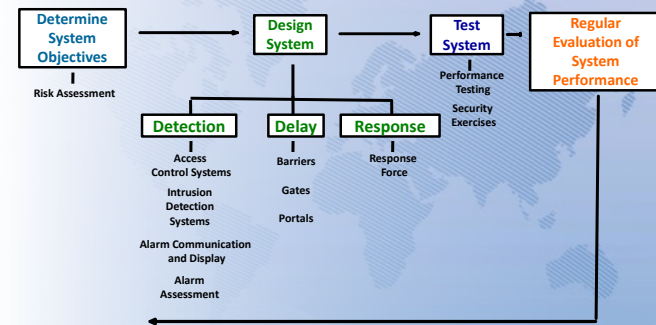 Determine
System
Objectives
Risk Assessment
Design
System
Test
System
Performance
Testing
Security
Exercises
Regular
Evaluation of
System
Performance
Detection
Access
Control Systems
Intrusion
Detection
Systems
Alarm Communication
and Display
Alarm
Assessment
Delay
Barriers
Gates
Portals
Response
Response
Force